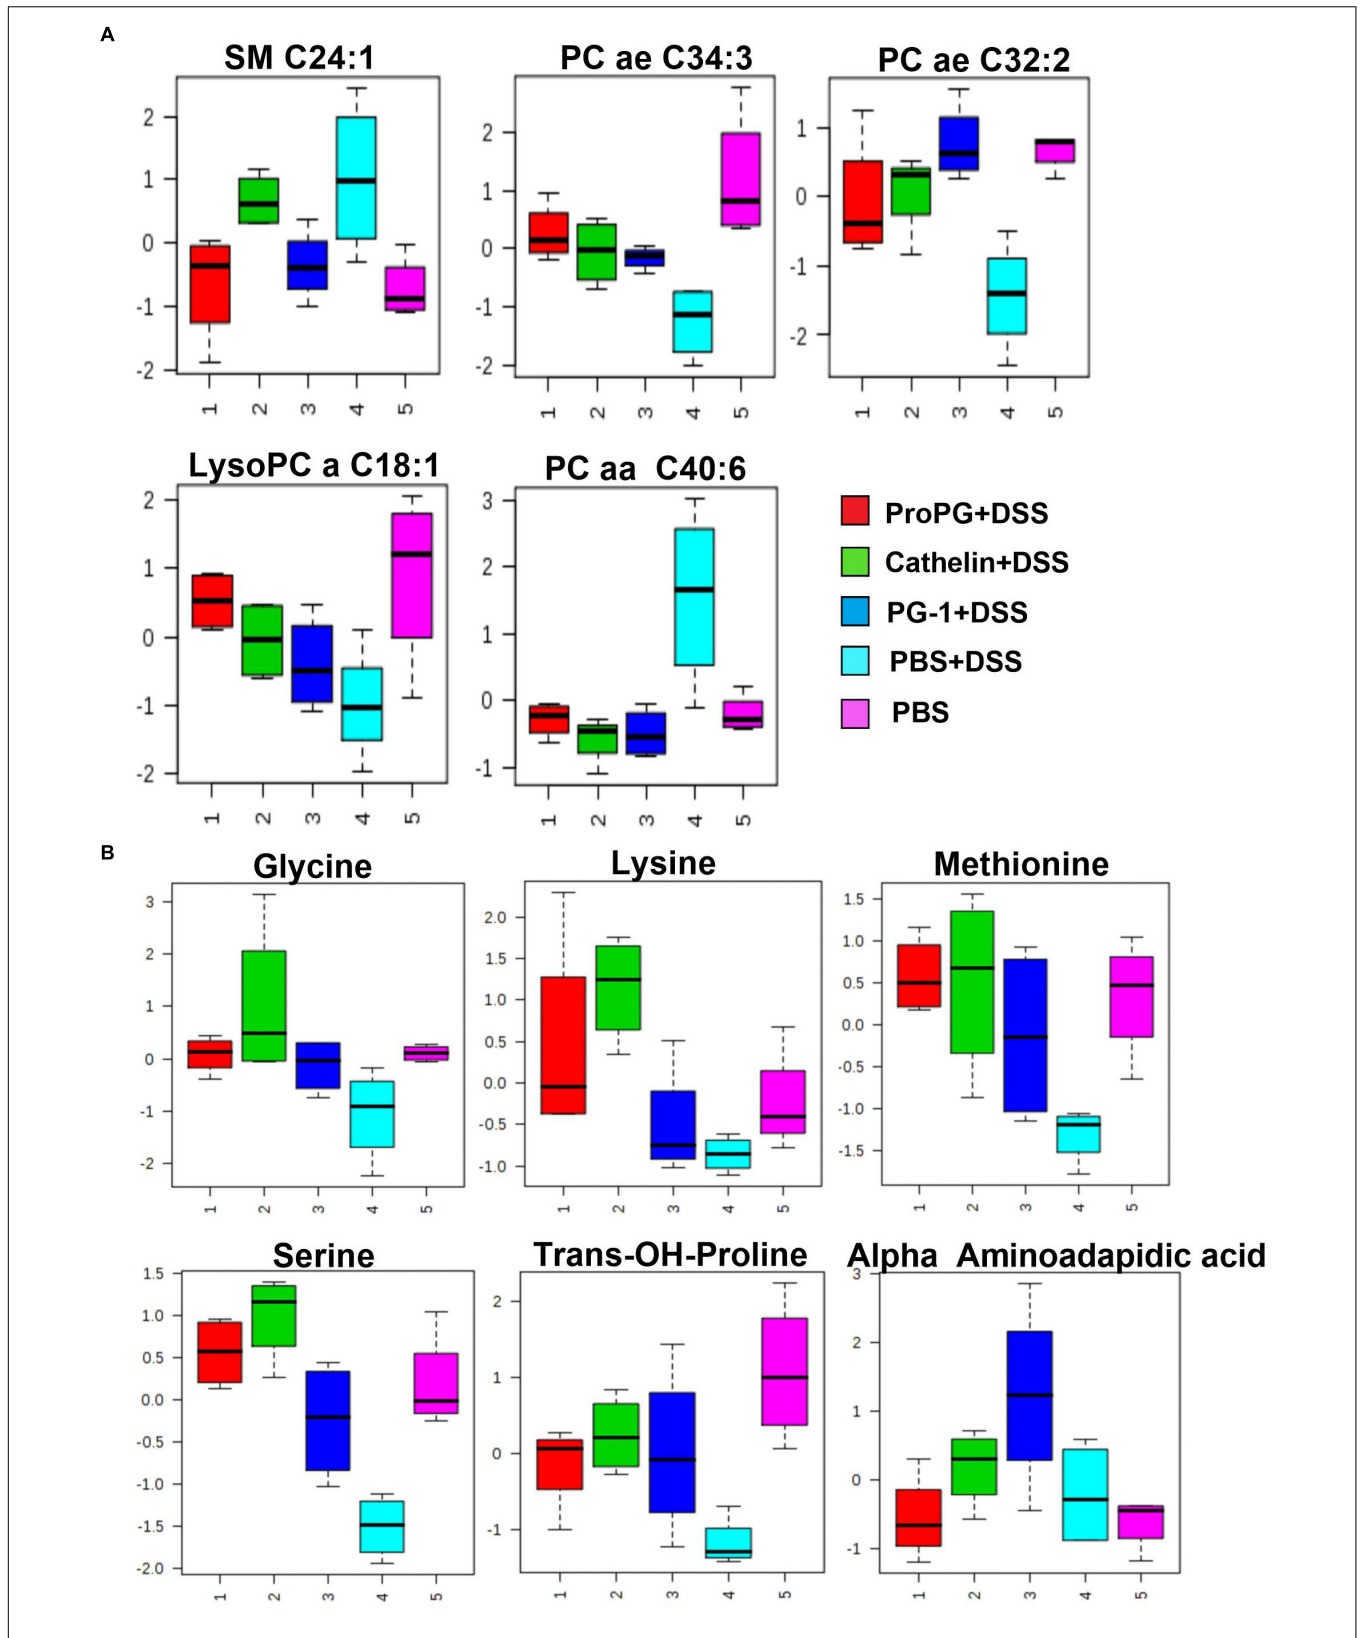 A
SM C24:1
PC ae C34:3
PC ae C32:2
2
1
0
-1
-2
1 2 3 4 5
2
1
0
-1
-2
1 2 3 4 5
1
0
-1
-2
1 2 3 4 5
LysoPC a C18:1
PC aa C40:6
2
1
0
-1
-2
1 2 3 4 5
3
2
1
0
-1
1 2 3 4 5
ProPG+DSS
Cathelin+DSS
PG-1+DSS
PBS+DSS
PBS
B
Glycine
Lysine
Methionine
3
2
1
0
-1
-2
1 2 3 4 5
2.0
1.5
1.0
0.5
0.0
-0.5
-1.0
1 2 3 4 5
1.5
1.0
0.5
0.0
-0.5
-1.0
-1.5
1 2 3 4 5
Serine
Trans-OH-Proline
Alpha Aminoadapidic acid
1.5
1.0
0.5
0.0
-0.5
-1.0
-1.5
-2.0
1 2 3 4 5
2
1
0
-1
1 2 3 4 5
3
2
1
0
-1
1 2 3 4 5